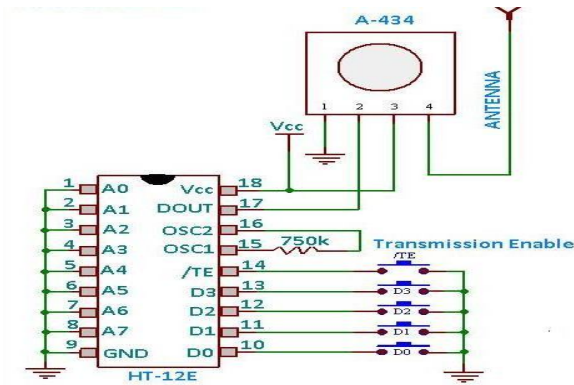 A-434
1 2 3 4
ANTENNA
Vcc
1 A0 Vcc 18
2 A1 DOUT 17
3 A2 OSC2 16
4 A3 OSC1 15 750k
Transmission Enable
5 A4 /TE 14 /TE
6 A5 D3 13 D3
7 A6 D2 12 D2
8 A7 D1 11 D1
9 GND D0 10 D0
HT-12E